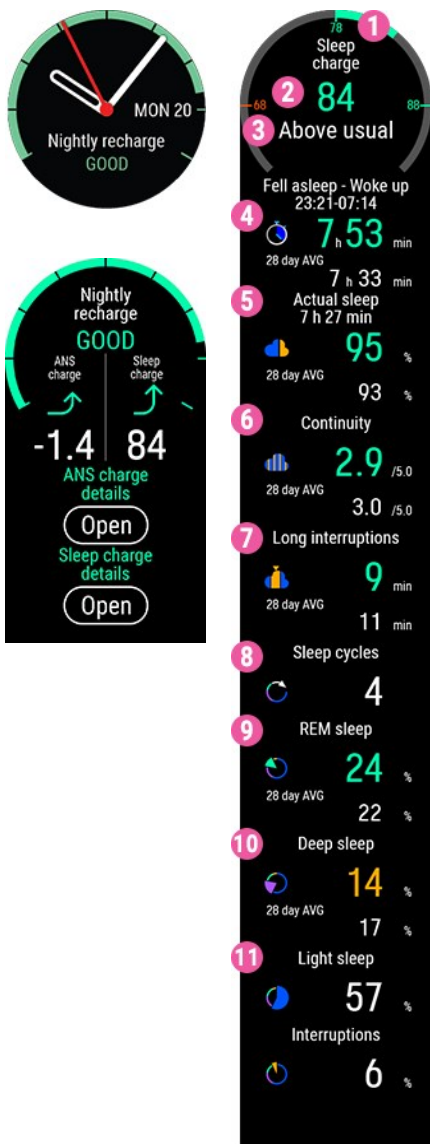 MON 20
Nightly recharge
GOOD
Nightly
recharge
GOOD
ANS
charge
Sleep
charge
-1.4
84
ANS charge
details
Open
Sleep charge
details
Open
1
78
Sleep
charge
2
84
68
88
3
Above usual
Fell asleep - Woke up
23:21-07:14
4
7 h 53 min
28 day AVG
7 h 33 min
5
Actual sleep
7 h 27 min
95 %
28 day AVG
93 %
6
Continuity
2.9 /5.0
28 day AVG
3.0 /5.0
7
Long interruptions
9 min
28 day AVG
11 min
8
Sleep cycles
4
9
REM sleep
24 %
28 day AVG
22 %
10
Deep sleep
14 %
28 day AVG
17 %
11
Light sleep
57 %
Interruptions
6 %